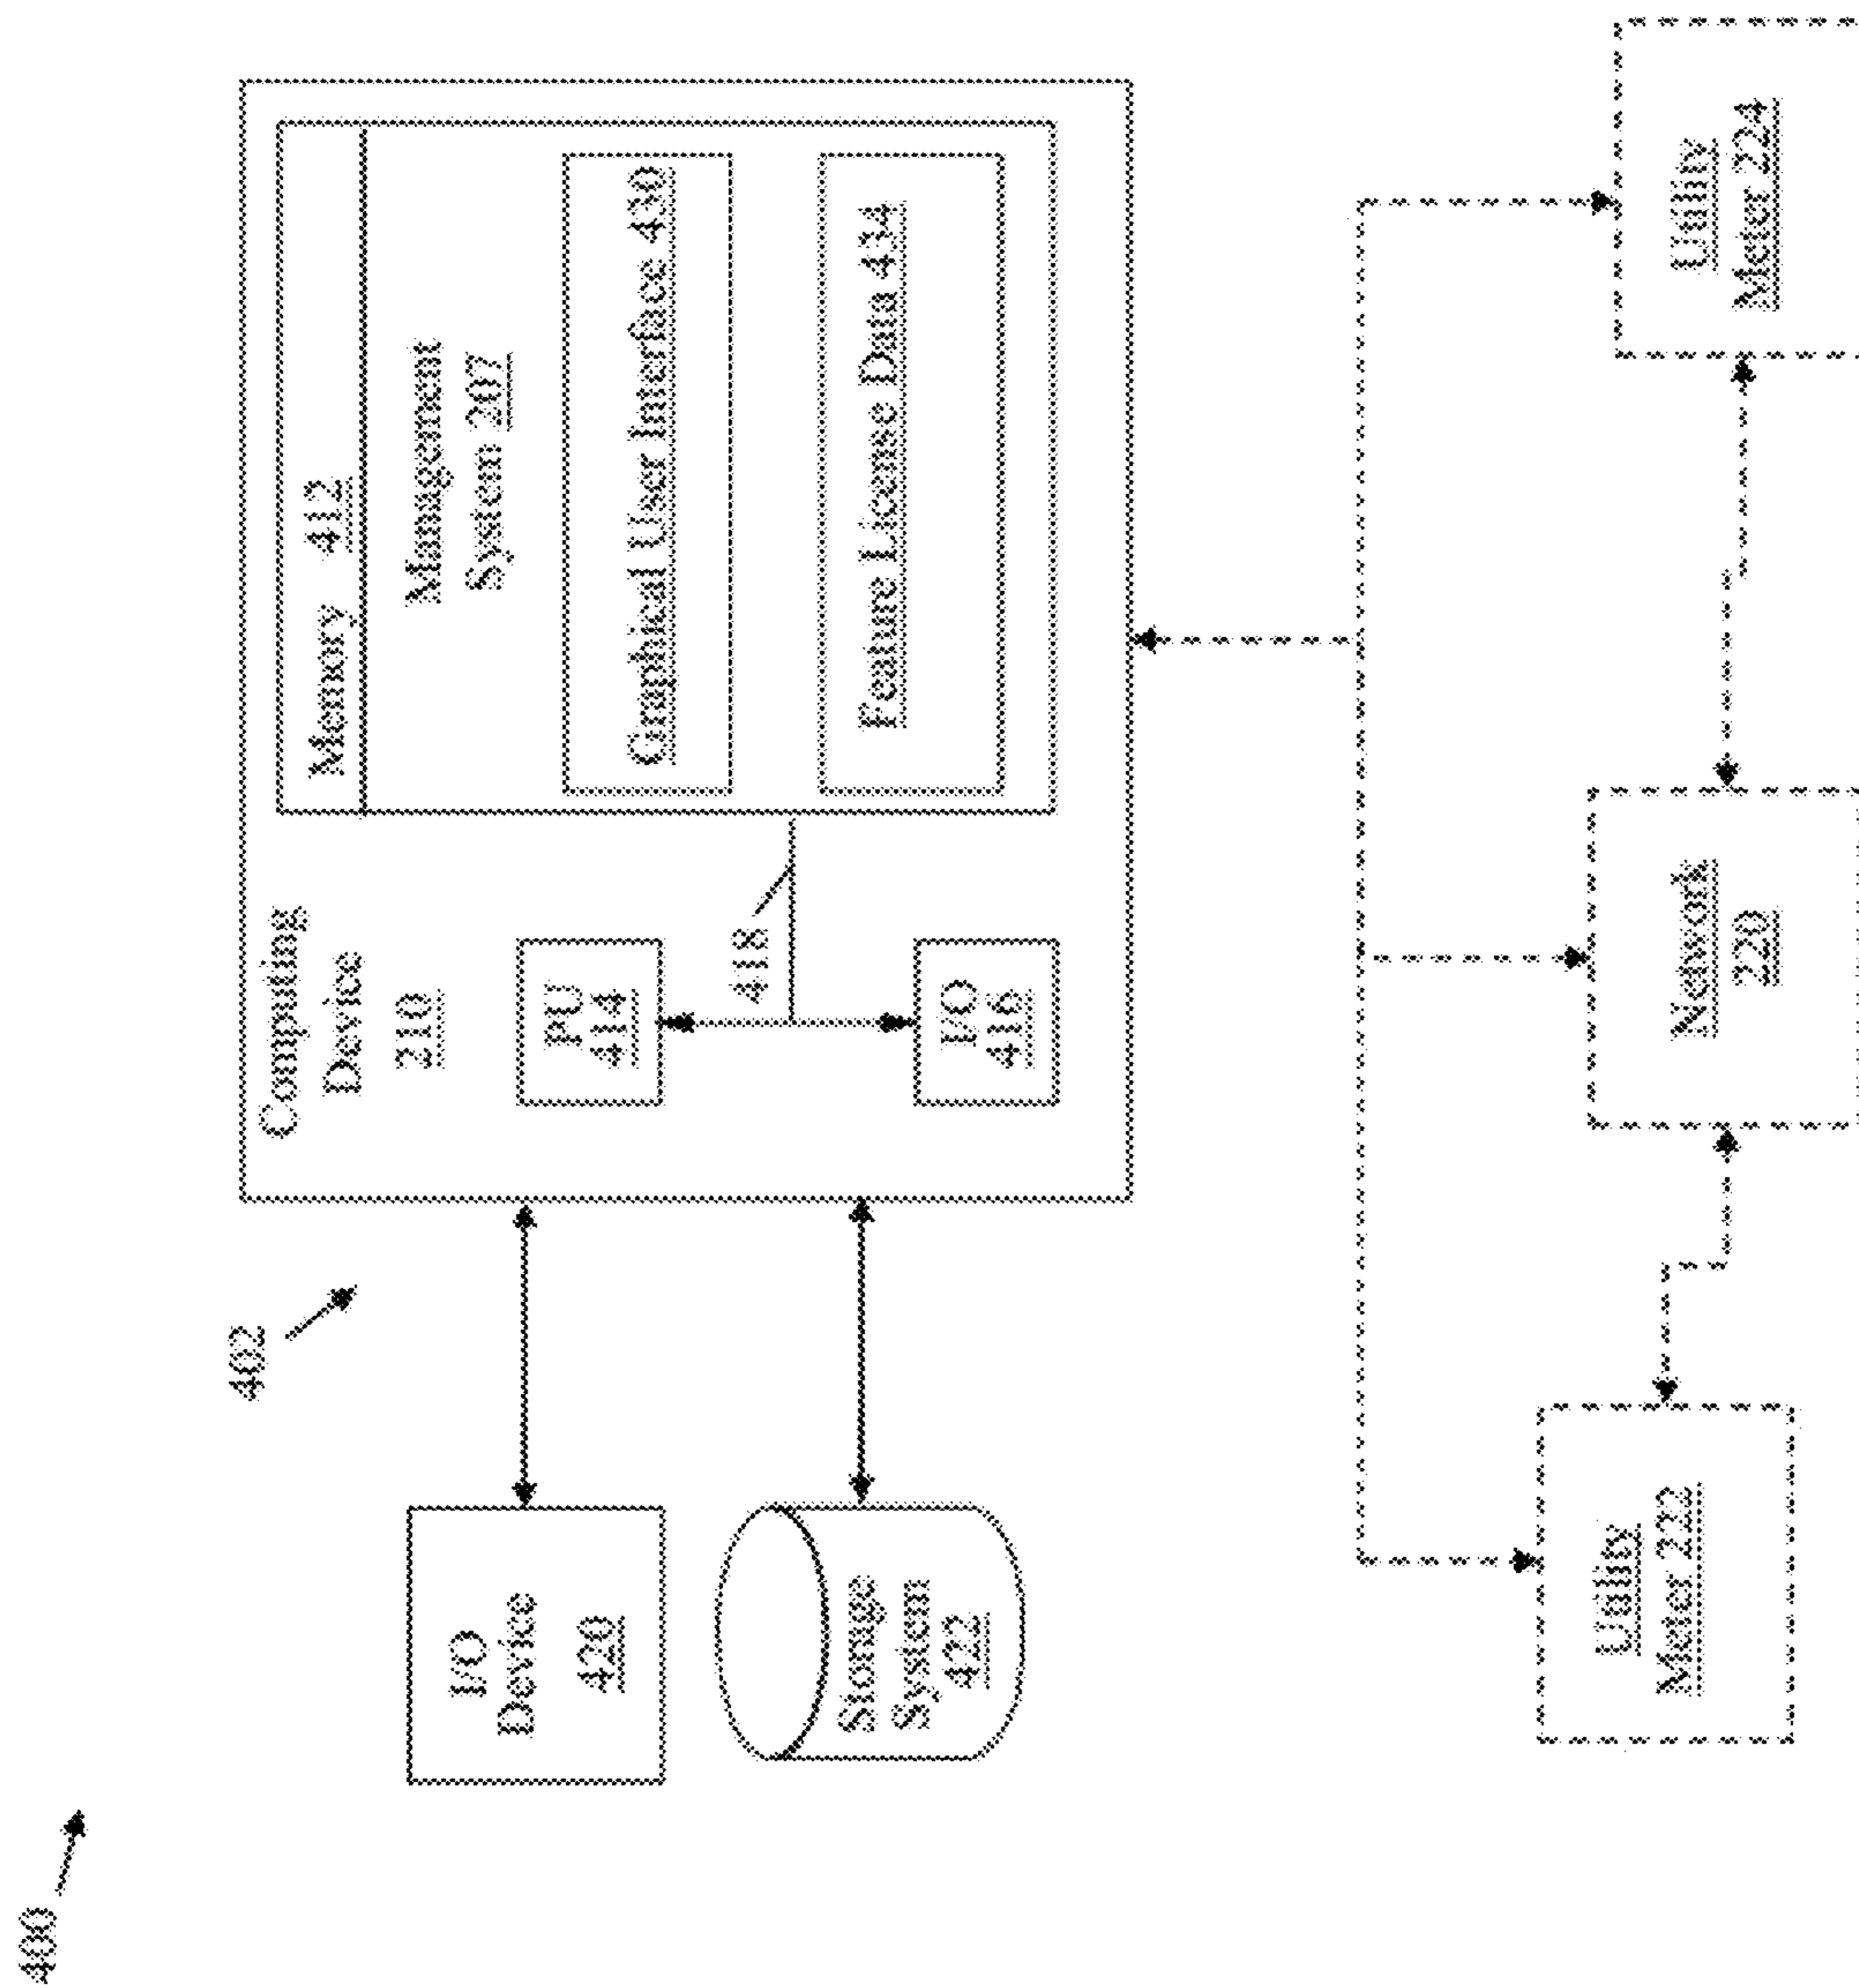 400
402
Computing
Device
210
Memory 412
Management
System 207
Graphical User Interface 430
Feature License Data 434
PU
414
418
I/O
416
I/O
Device
420
Storage
System
422
Utility
Meter 222
Network
220
Utility
Meter 224